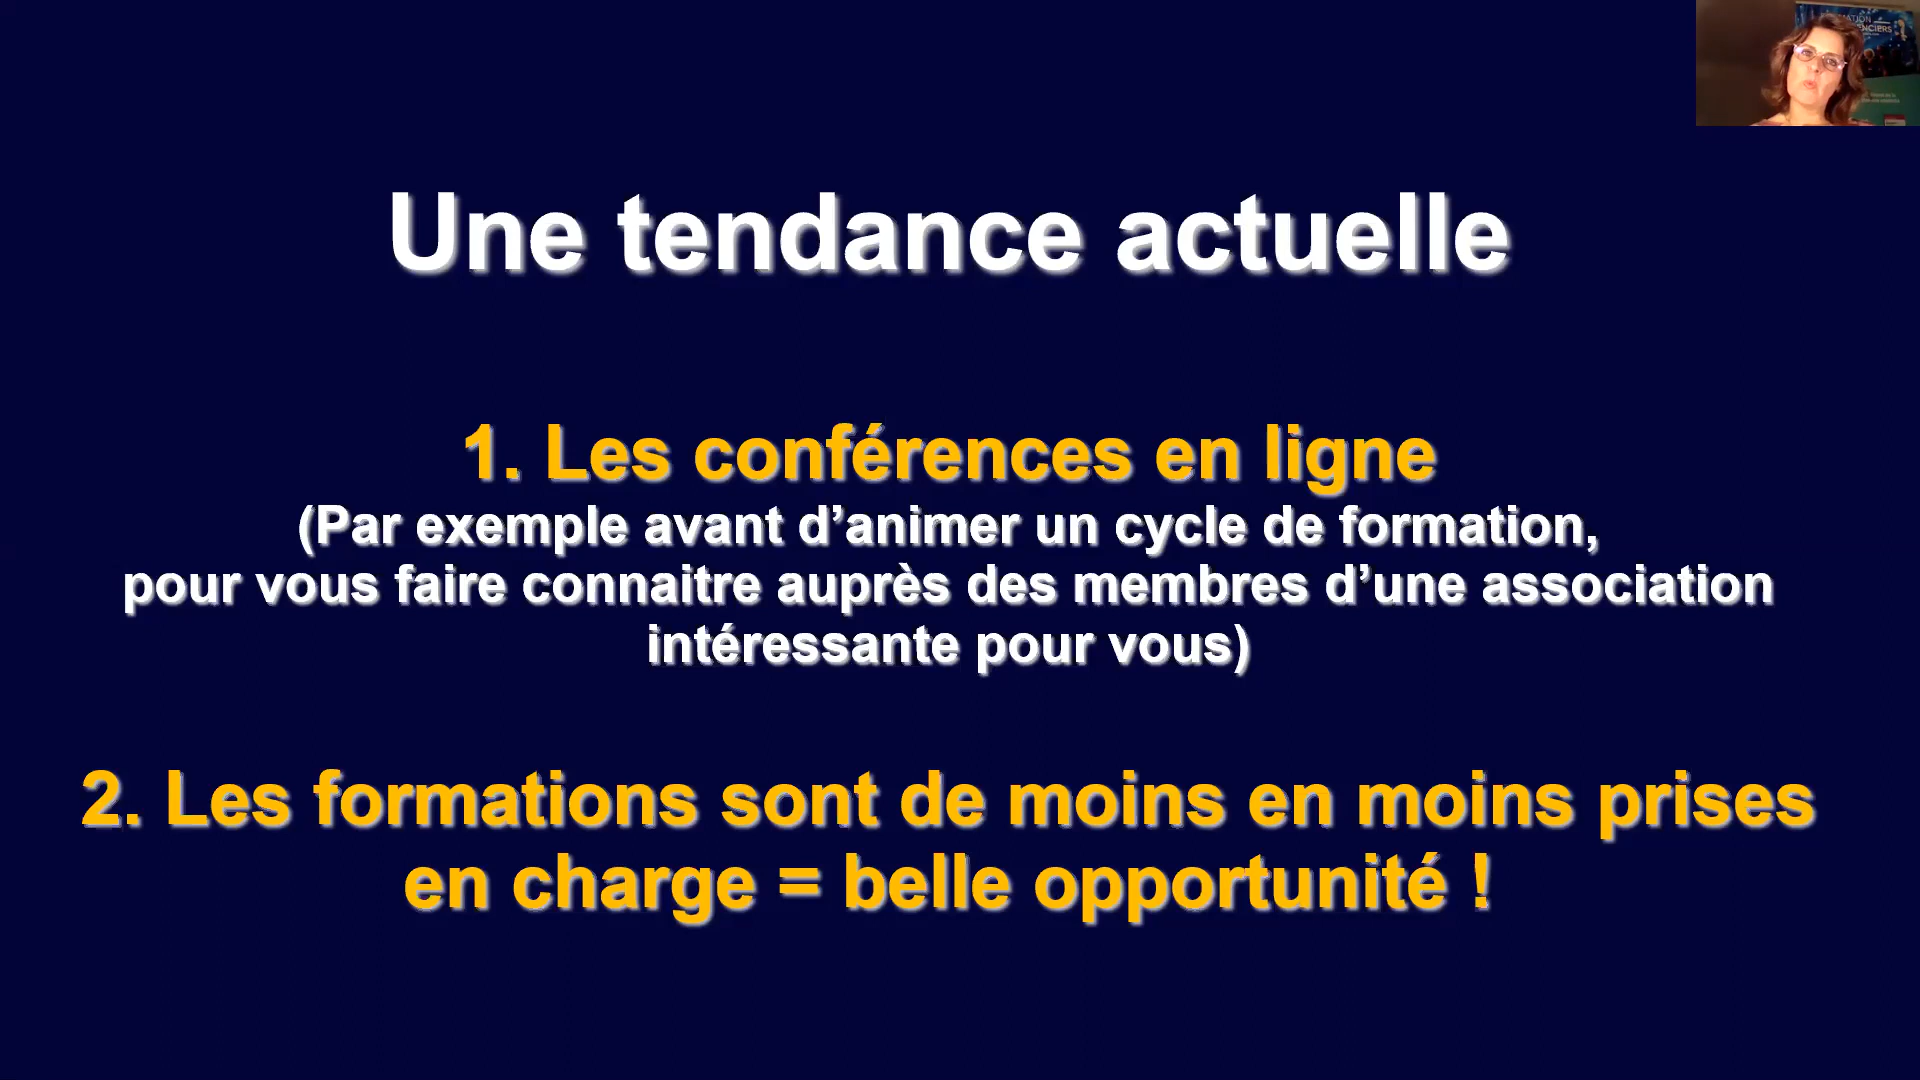 Une tendance actuelle
1. Les conférences en ligne
(Par exemple avant d’animer un cycle de formation,
pour vous faire connaitre auprès des membres d’une association
intéressante pour vous)
2. Les formations sont de moins en moins prises
en charge = belle opportunité !